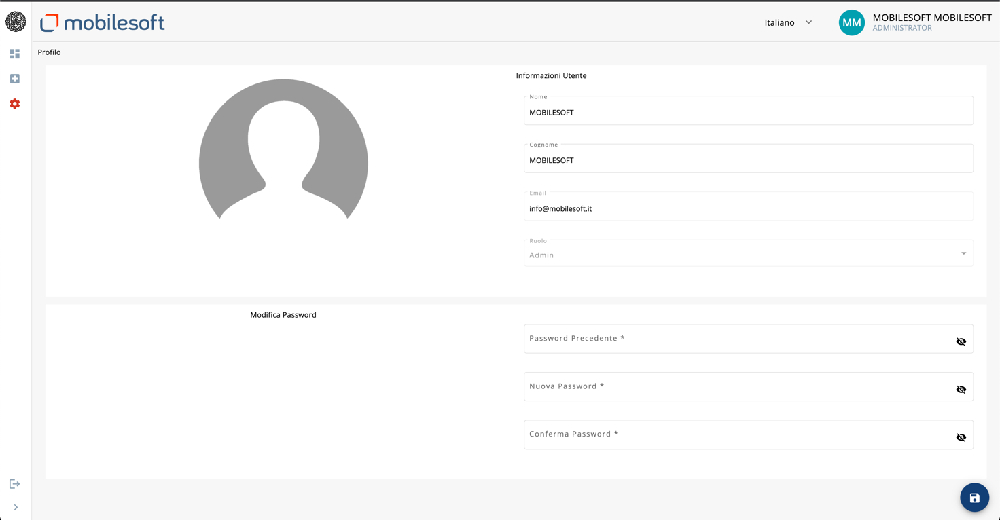 mobilesoft
Italiano
MM
MOBILESOFT MOBILESOFT
ADMINISTRATOR
Profilo
Informazioni Utente
Nome
MOBILESOFT
Cognome
MOBILESOFT
Email
info@mobilesoft.it
Ruolo
Admin
Modifica Password
Password Precedente *
Nuova Password *
Conferma Password *